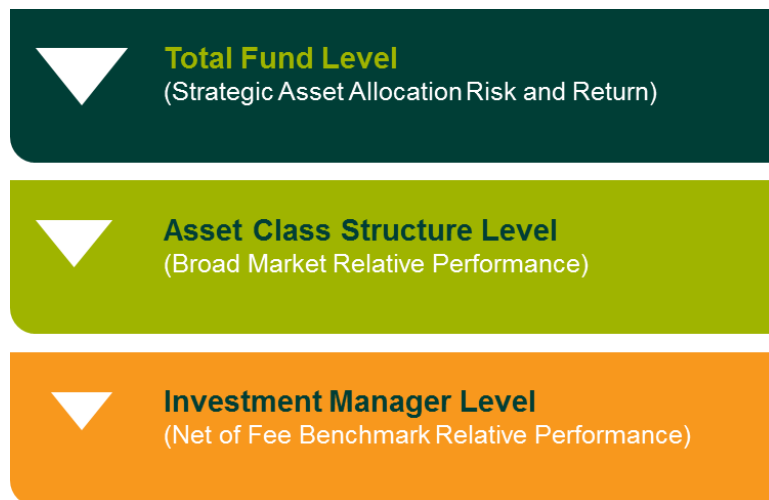 Total Fund Level
(Strategic Asset Allocation Risk and Return)
Asset Class Structure Level
(Broad Market Relative Performance)
Investment Manager Level
(Net of Fee Benchmark Relative Performance)